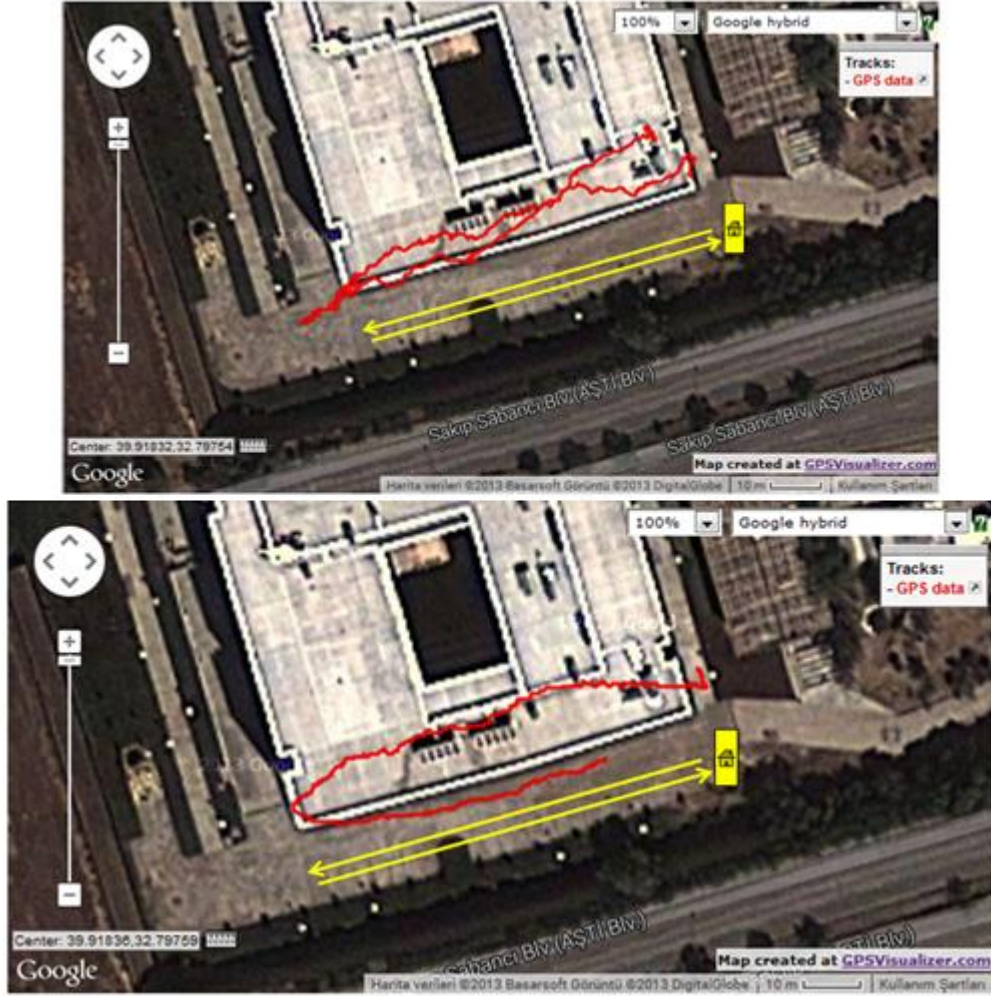 100%
Google hybrid
Tracks:
- GPS data
Sakıp Sabancı Blv (AŞTİ Blv)
Sakıp Sabancı Blv (AŞTİ Blv)
Center: 39.91832,32.79754
Map created at GPSVisualizer.com
Google
Harita verileri ©2013 Basarsoft Görüntü ©2013 DigitalGlobe
10 m
Kullanım Şartları
100%
Google hybrid
Tracks:
- GPS data
Center: 39.91836,32.79759
Sabancı Blv (AŞTİ Blv)
Blv)
Map created at GPSVisualizer.com
Google
Harita verileri ©2013 Basarsoft Görüntü ©2013 DigitalGlobe
10 m
Kullanım Şartları